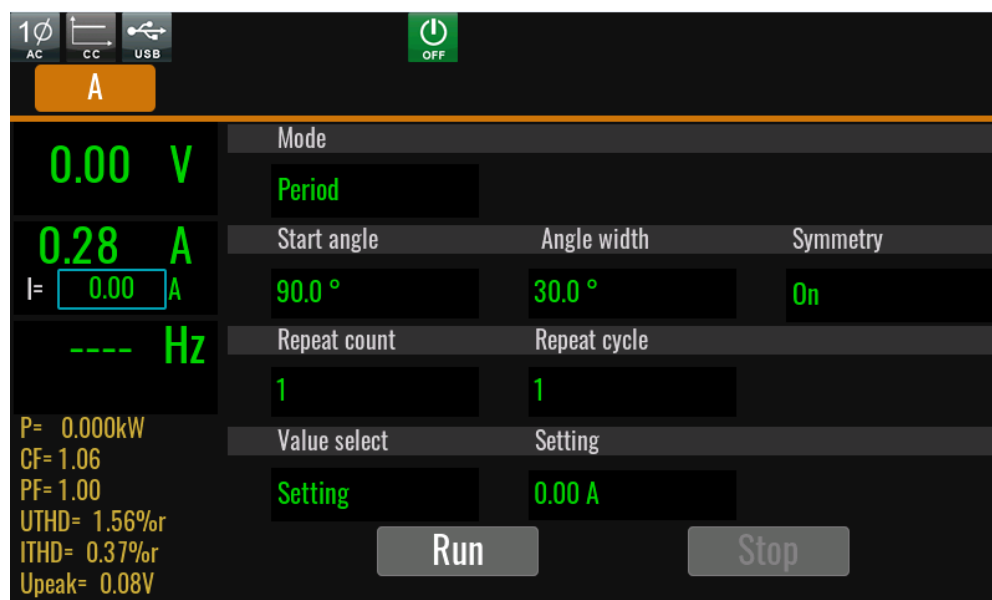 1Ø
AC
CC
USB
OFF
A
0.00 V
0.28 A
I= 0.00 A
---- Hz
P= 0.000kW
CF= 1.06
PF= 1.00
UTHD= 1.56%r
ITHD= 0.37%r
Upeak= 0.08V
Mode
Period
Start angle Angle width Symmetry
90.0 ° 30.0 ° On
Repeat count Repeat cycle
1 1
Value select Setting
Setting 0.00 A
Run Stop